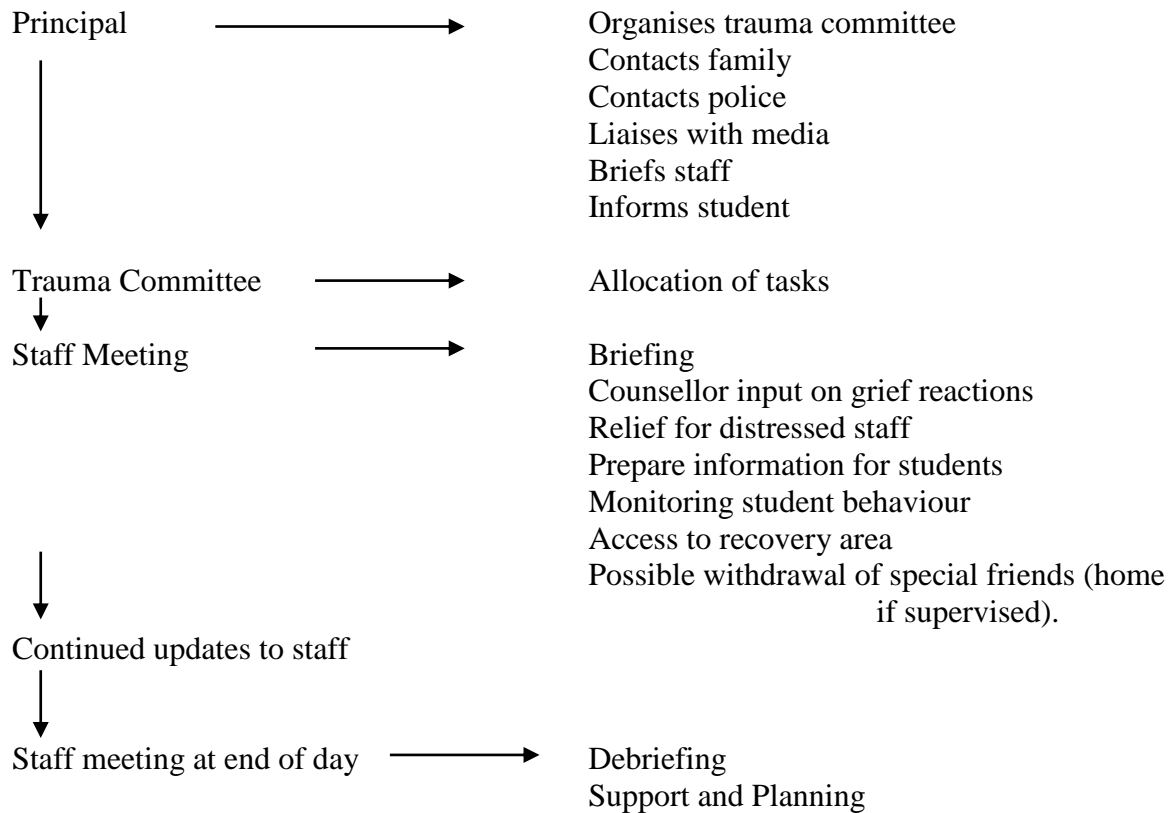 Principal
Organises trauma committee
Contacts family
Contacts police
Liaises with media
Briefs staff
Informs student
Trauma Committee
Allocation of tasks
Staff Meeting
Briefing
Counsellor input on grief reactions
Relief for distressed staff
Prepare information for students
Monitoring student behaviour
Access to recovery area
Possible withdrawal of special friends (home
if supervised).
Continued updates to staff
Staff meeting at end of day
Debriefing
Support and Planning